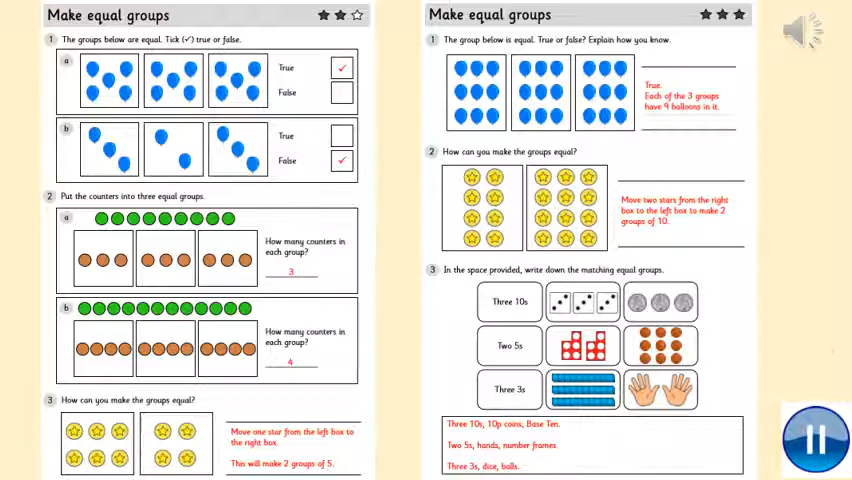 Make equal groups
1 The groups below are equal. Tick (✓) true or false.
a
True ✓
False
b
True
False ✓
2 Put the counters into three equal groups.
a
How many counters in
each group?
3
b
How many counters in
each group?
4
3 How can you make the groups equal?
Move one star from the left box to
the right box.
This will make 2 groups of 5.
Make equal groups
1 The group below is equal. True or false? Explain how you know.
True.
Each of the 3 groups
have 9 balloons in it.
2 How can you make the groups equal?
Move two stars from the right
box to the left box to make 2
groups of 10.
3 In the space provided, write down the matching equal groups.
Three 10s
Two 5s
Three 3s
Three 10s, 10p coins, Base Ten.
Two 5s, hands, number frames.
Three 3s, dice, balls.